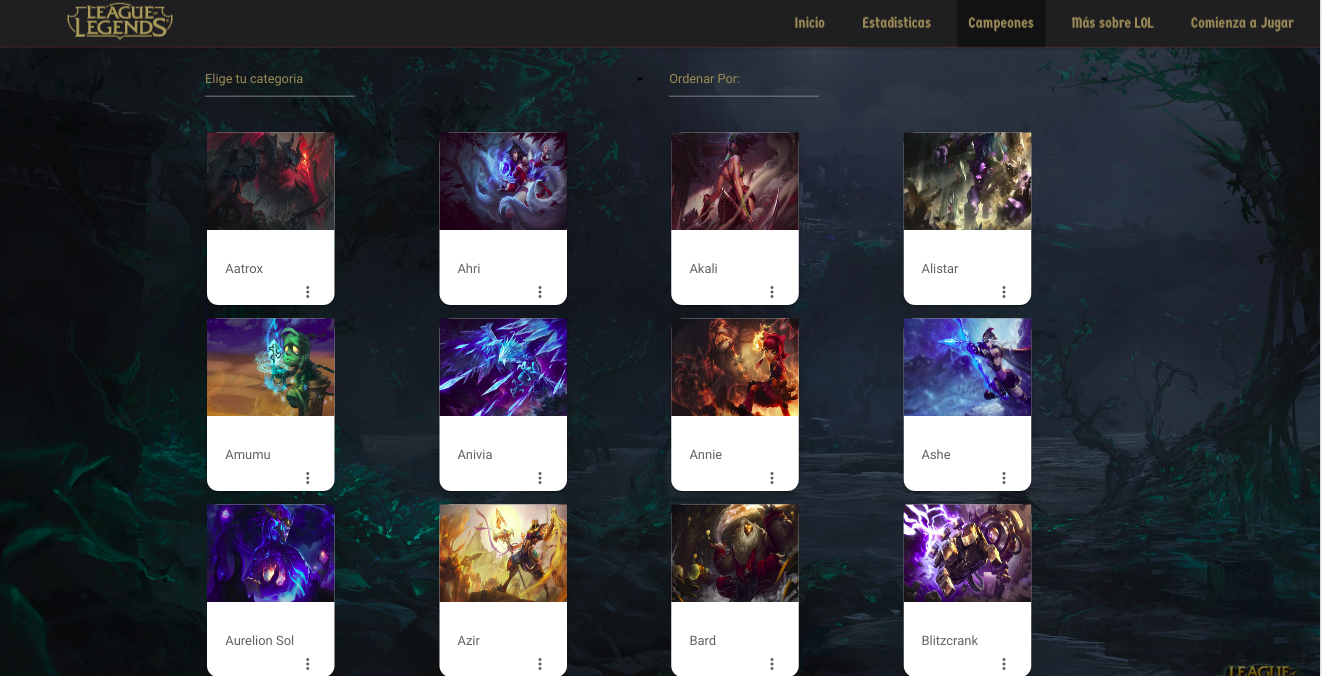 LEAGUE OF LEGENDS
Inicio Estadisticas Campeones Más sobre LOL Comienza a Jugar
Elige tu categoria Ordenar Por:
Aatrox Ahri Akali Alistar
Amumu Anivia Annie Ashe
Aurelion Sol Azir Bard Blitzcrank
LEAGUE